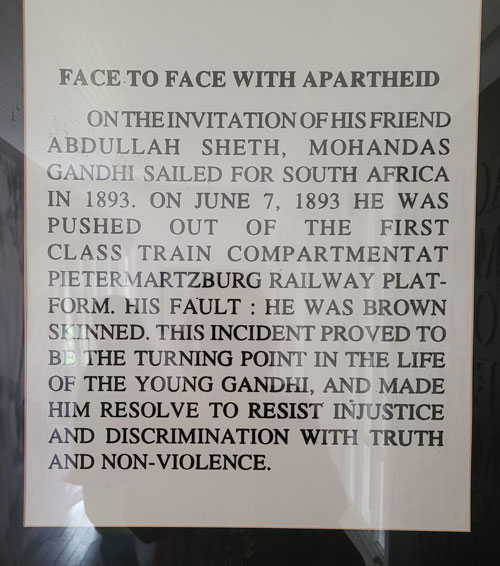 FACE TO FACE WITH APARTHEID
ON THE INVITATION OF HIS FRIEND
ABDULLAH SHETH, MOHANDAS
GANDHI SAILED FOR SOUTH AFRICA
IN 1893. ON JUNE 7, 1893 HE WAS
PUSHED OUT OF THE FIRST
CLASS TRAIN COMPARTMENTAT
PIETERMARTZBURG RAILWAY PLAT-
FORM. HIS FAULT : HE WAS BROWN
SKINNED. THIS INCIDENT PROVED TO
BE THE TURNING POINT IN THE LIFE
OF THE YOUNG GANDHI, AND MADE
HIM RESOLVE TO RESIST INJUSTICE
AND DISCRIMINATION WITH TRUTH
AND NON-VIOLENCE.